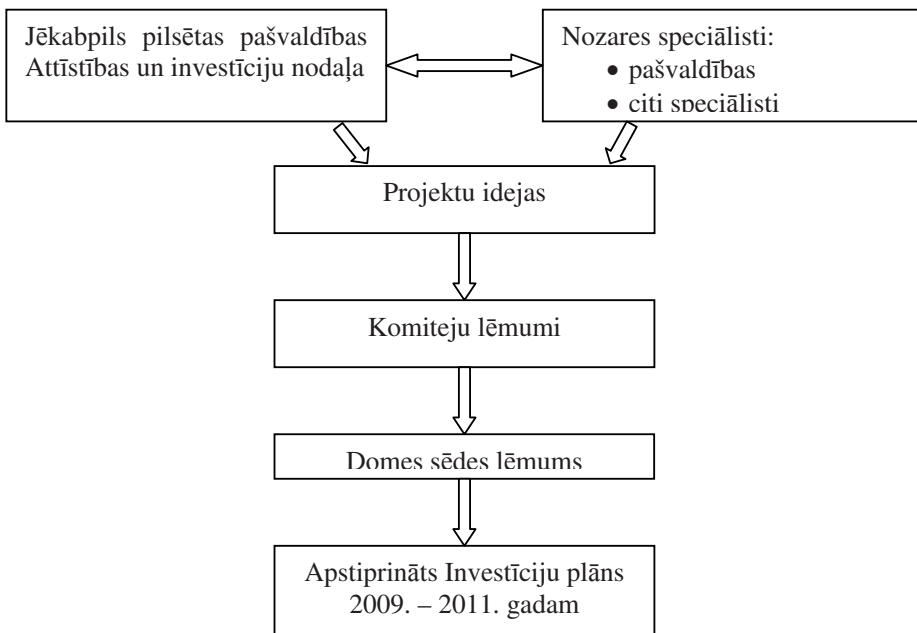 Jēkabpils pilsētas pašvaldības
Attīstības un investīciju nodaļa
Nozares speciālisti:
• pašvaldības
• citi speciālisti
Projektu idejas
Komiteju lēmumi
Domes sēdes lēmums
Apstiprināts Investīciju plāns
2009. – 2011. gadam